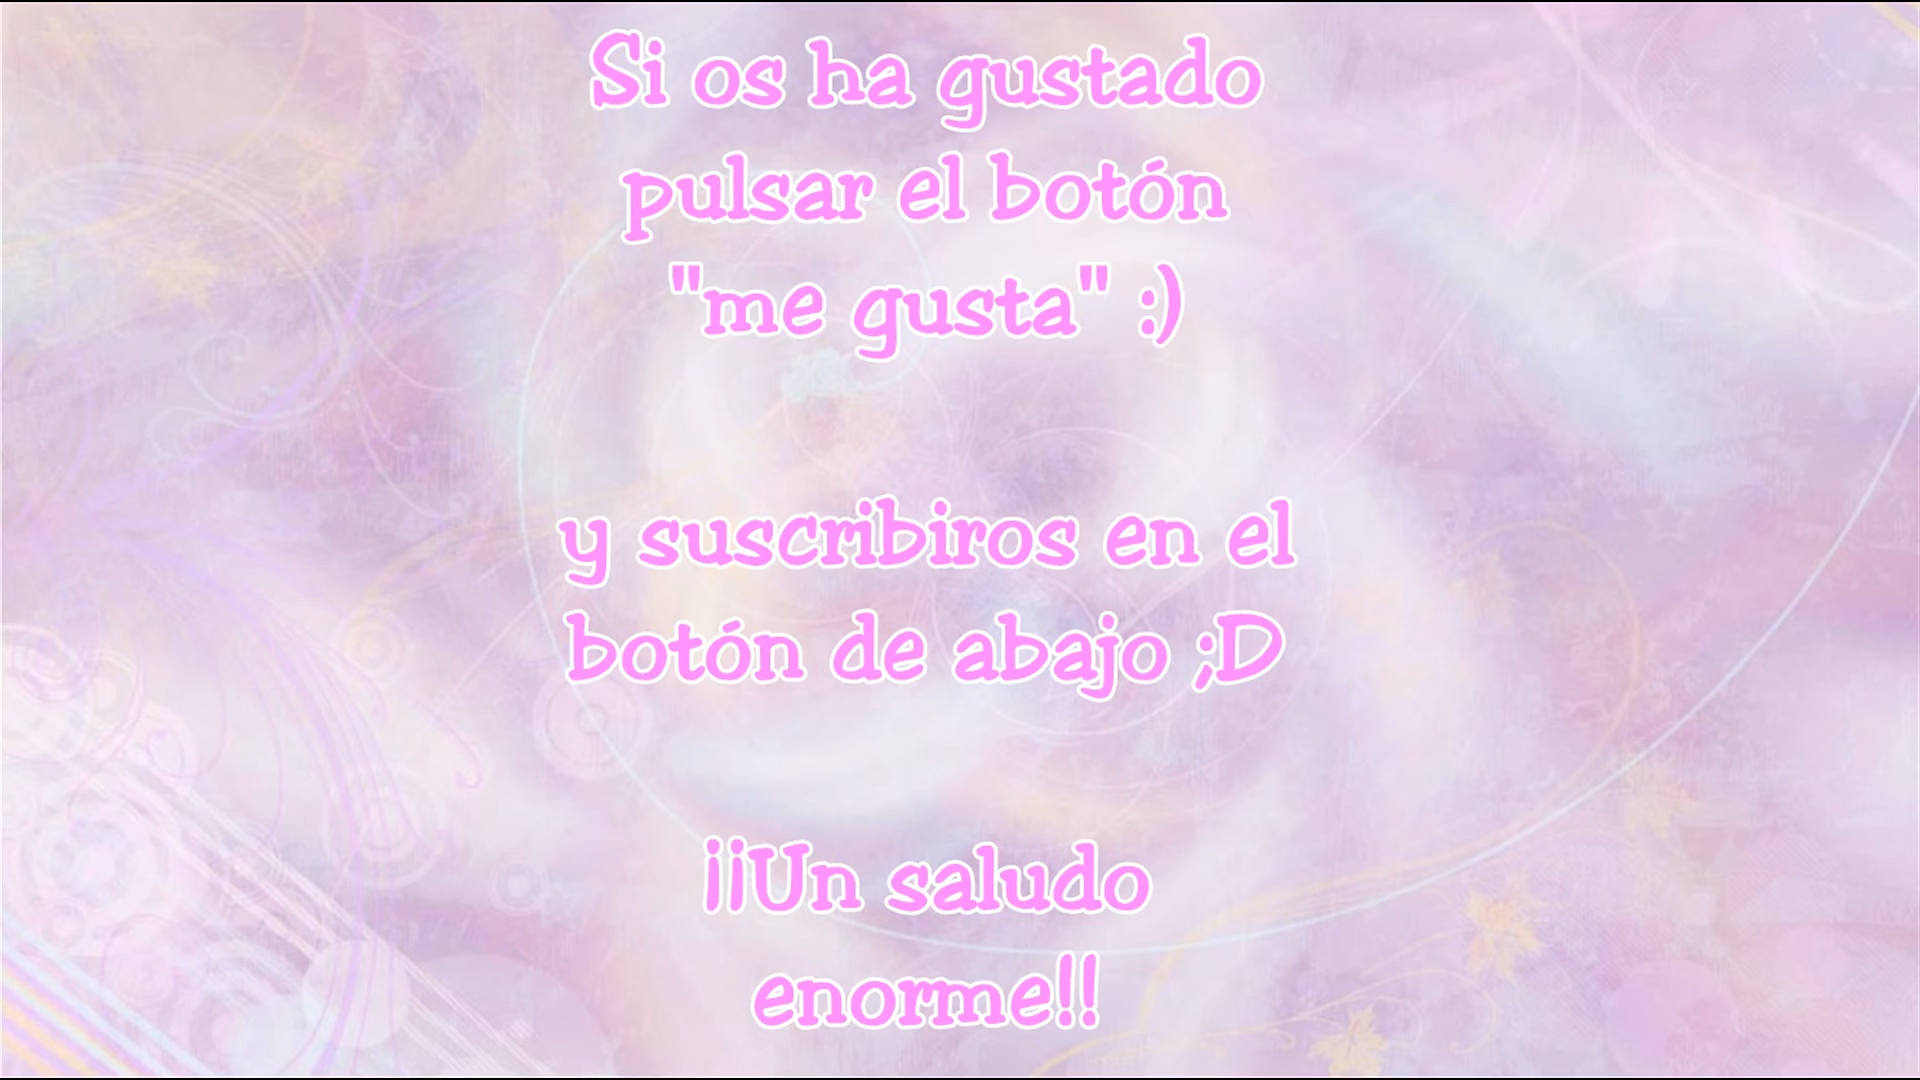 Si os ha gustado
pulsar el botón
"me gusta" :)
y suscribiros en el
botón de abajo ;D
¡¡Un saludo
enorme!!